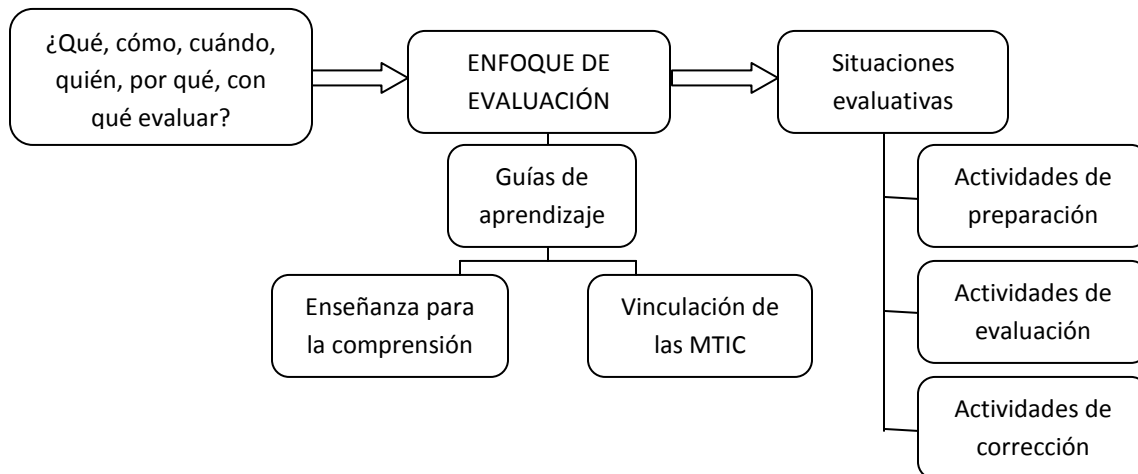 ¿Qué, cómo, cuándo,
quién, por qué, con
qué evaluar?
ENFOQUE DE
EVALUACIÓN
Situaciones
evaluativas
Guías de
aprendizaje
Enseñanza para
la comprensión
Vinculación de
las MTIC
Actividades de
preparación
Actividades de
evaluación
Actividades de
corrección